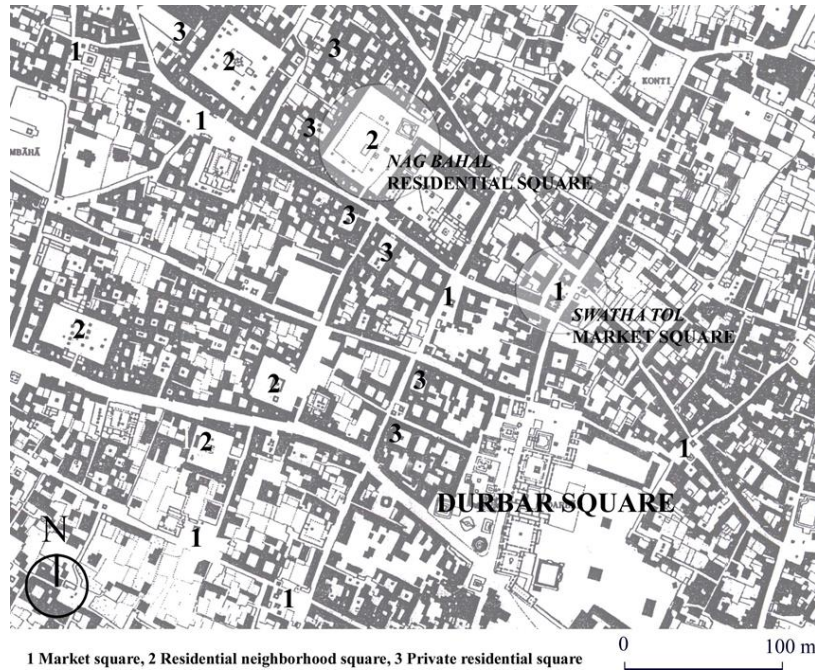 3
1
3
2
KONTI
1
3
2
MBĀHĀ
NAG BAHAL
RESIDENTIAL SQUARE
3
3
1
1
SWATHA TOL
MARKET SQUARE
2
3
2
3
2
1
DURBAR SQUARE
N
1
1
1 Market square, 2 Residential neighborhood square, 3 Private residential square
0 100 m